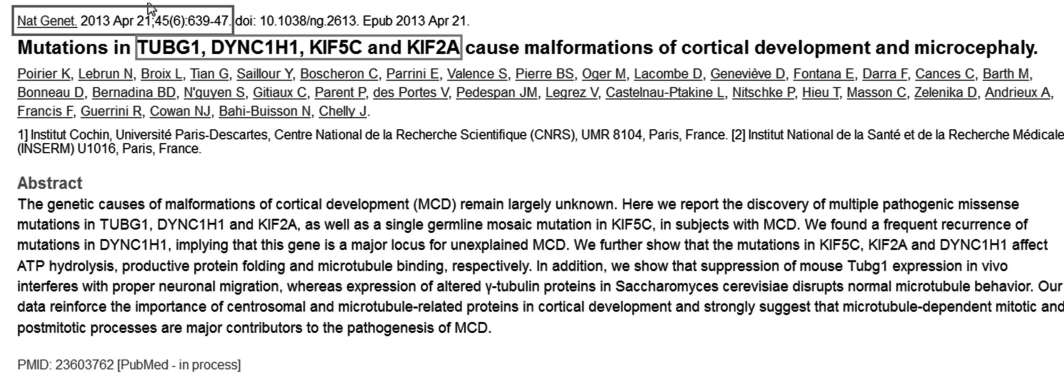 Nat Genet. 2013 Apr 21;45(6):639-47. doi: 10.1038/ng.2613. Epub 2013 Apr 21.
Mutations in TUBG1, DYNC1H1, KIF5C and KIF2A cause malformations of cortical development and microcephaly.
Poirier K, Lebrun N, Broix L, Tian G, Saillour Y, Boscheron C, Parrini E, Valence S, Pierre BS, Oger M, Lacombe D, Geneviève D, Fontana E, Darra F, Cances C, Barth M,
Bonneau D, Bernadina BD, N'guyen S, Gitiaux C, Parent P, des Portes V, Pedespan JM, Legrez V, Castelnau-Ptakine L, Nitschke P, Hieu T, Masson C, Zelenika D, Andrieux A,
Francis F, Guerrini R, Cowan NJ, Bahi-Buisson N, Chelly J.
1] Institut Cochin, Université Paris-Descartes, Centre National de la Recherche Scientifique (CNRS), UMR 8104, Paris, France. [2] Institut National de la Santé et de la Recherche Médicale
(INSERM) U1016, Paris, France.
Abstract
The genetic causes of malformations of cortical development (MCD) remain largely unknown. Here we report the discovery of multiple pathogenic missense
mutations in TUBG1, DYNC1H1 and KIF2A, as well as a single germline mosaic mutation in KIF5C, in subjects with MCD. We found a frequent recurrence of
mutations in DYNC1H1, implying that this gene is a major locus for unexplained MCD. We further show that the mutations in KIF5C, KIF2A and DYNC1H1 affect
ATP hydrolysis, productive protein folding and microtubule binding, respectively. In addition, we show that suppression of mouse Tubg1 expression in vivo
interferes with proper neuronal migration, whereas expression of altered γ-tubulin proteins in Saccharomyces cerevisiae disrupts normal microtubule behavior. Our
data reinforce the importance of centrosomal and microtubule-related proteins in cortical development and strongly suggest that microtubule-dependent mitotic and
postmitotic processes are major contributors to the pathogenesis of MCD.
PMID: 23603762 [PubMed - in process]